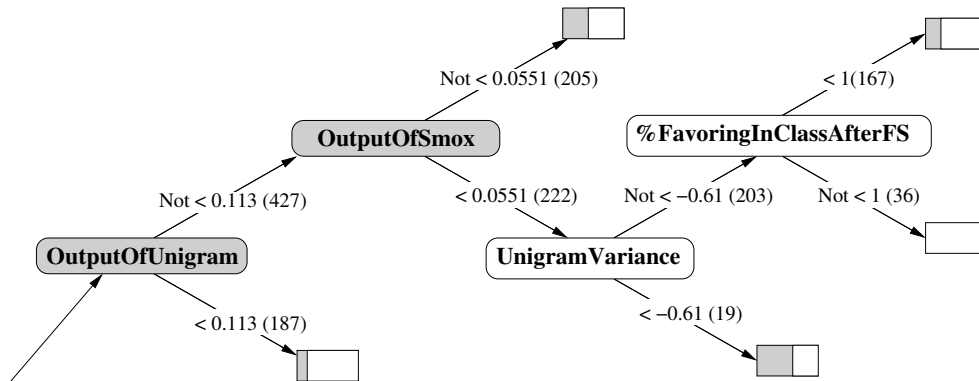 Not < 0.0551 (205)
< 1(167)
OutputOfSmox
%FavoringInClassAfterFS
Not < 0.113 (427)
< 0.0551 (222)
Not < −0.61 (203)
Not < 1 (36)
OutputOfUnigram
UnigramVariance
< 0.113 (187)
< −0.61 (19)